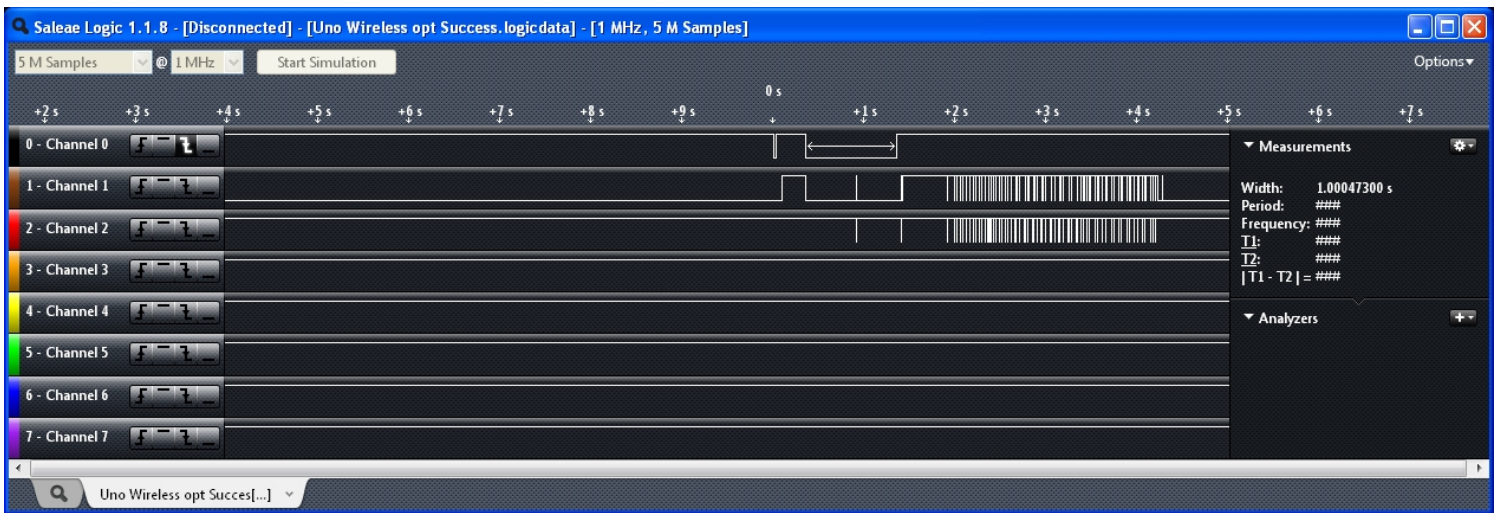 Saleae Logic 1.1.8 - [Disconnected] - [Uno Wireless opt Success.logicdata] - [1 MHz, 5 M Samples]
5 M Samples @ 1 MHz Start Simulation Options
0 s
+2 s +3 s +4 s +5 s +6 s +7 s +8 s +9 s +1 s +2 s +3 s +4 s +5 s +6 s +7 s
0 - Channel 0
1 - Channel 1
2 - Channel 2
3 - Channel 3
4 - Channel 4
5 - Channel 5
6 - Channel 6
7 - Channel 7
Measurements
Width: 1.00047300 s
Period: ###
Frequency: ###
T1: ###
T2: ###
| T1 - T2 | = ###
Analyzers
Uno Wireless opt Succes[...]